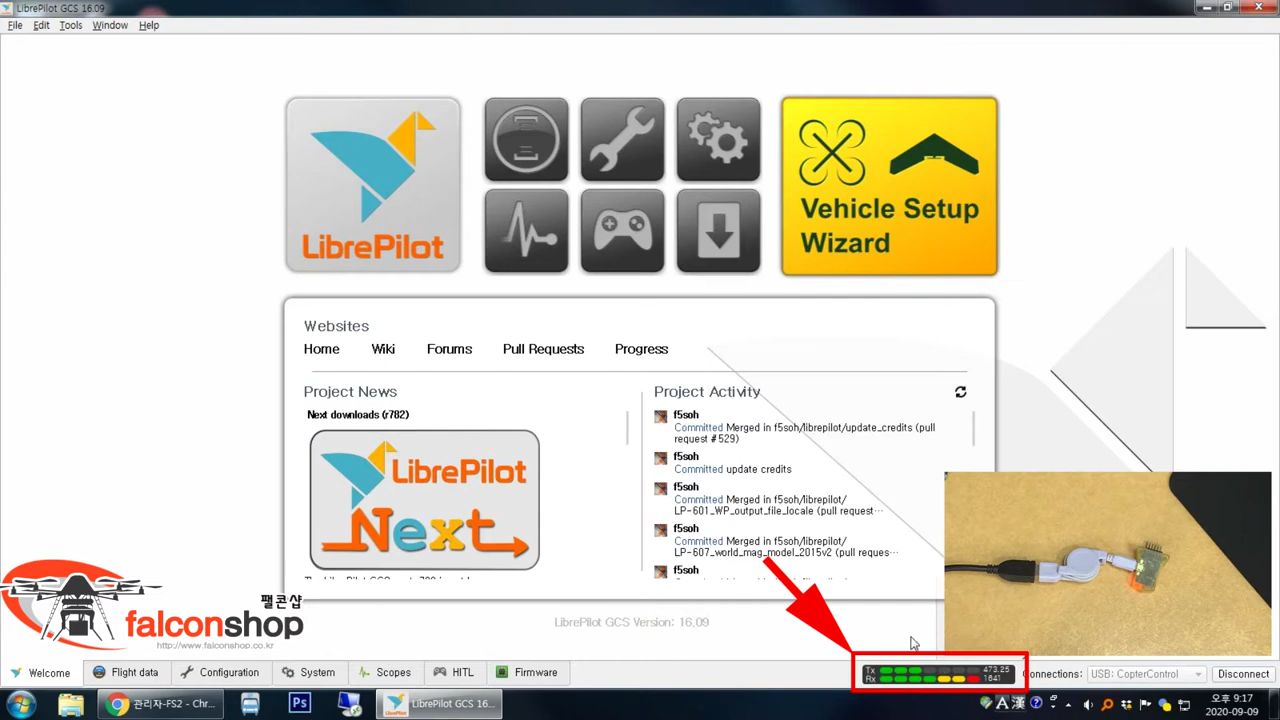 LibrePilot GCS 16.09
File Edit Tools Window Help
LibrePilot
Vehicle Setup
Wizard
Websites
Home Wiki Forums Pull Requests Progress
Project News
Next downloads (r782)
LibrePilot
Next
Project Activity
f5soh
Committed Merged in f5soh/librepilot/update_credits (pull
request #529)
f5soh
Committed update credits
f5soh
Committed Merged in f5soh/librepilot/
LP-601_WP_output_file_locale (pull request…
f5soh
Committed Merged in f5soh/librepilot/
LP-607_world_mag_model_2015v2 (pull reques…
f5soh
LibrePilot GCS Version: 16.09
팰콘샵
falconshop
http://www.falconshop.co.kr
Welcome Flight data Configuration System Scopes HITL Firmware
Tx 473.25
Rx 1641
Connections: USB: CopterControl Disconnect
관리자-FS2 - Chr...
LibrePilot GCS 16...
A 漢
오후 9:17
2020-09-09